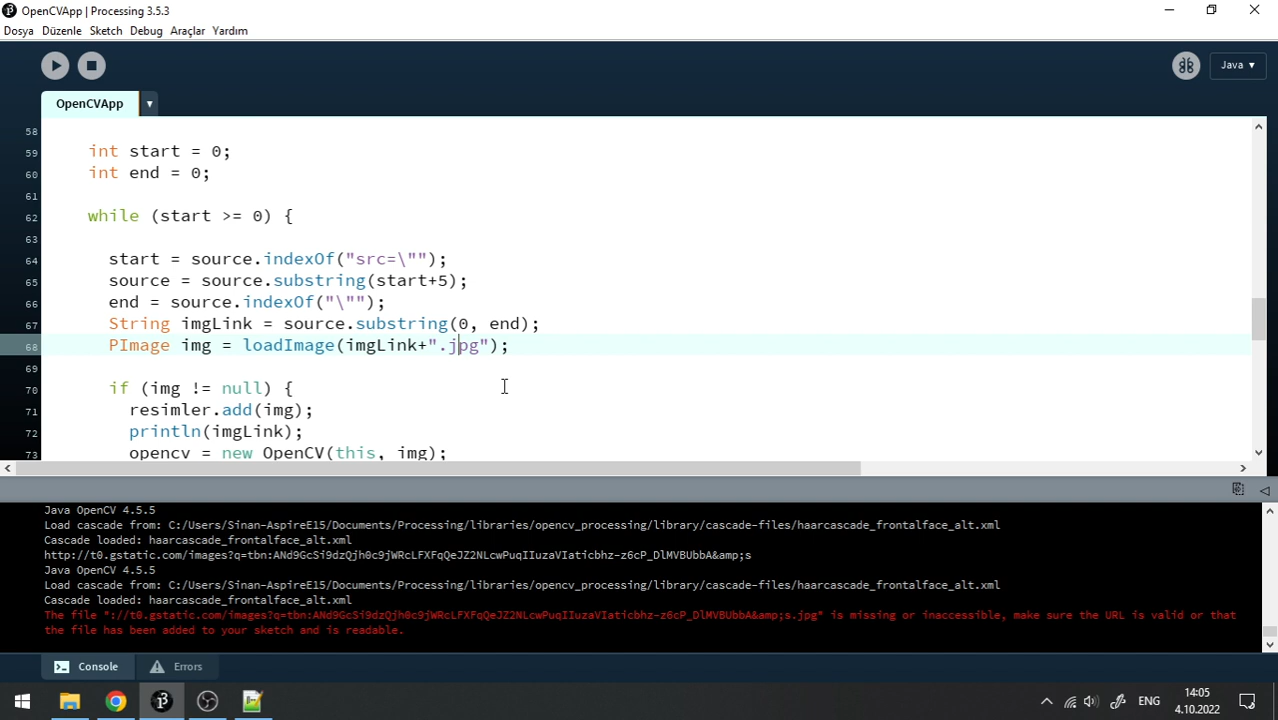 OpenCVApp | Processing 3.5.3
Dosya Düzenle Sketch Debug Araçlar Yardım
Java ▾
OpenCVApp ▾
58
59 int start = 0;
60 int end = 0;
61
62 while (start >= 0) {
63
64 start = source.indexOf("src=\"");
65 source = source.substring(start+5);
66 end = source.indexOf("\"");
67 String imgLink = source.substring(0, end);
68 PImage img = loadImage(imgLink+".jpg");
69
70 if (img != null) {
71 resimler.add(img);
72 println(imgLink);
73 opencv = new OpenCV(this, img);
Java OpenCV 4.5.5
Load cascade from: C:/Users/Sinan-AspireE15/Documents/Processing/libraries/opencv_processing/library/cascade-files/haarcascade_frontalface_alt.xml
Cascade loaded: haarcascade_frontalface_alt.xml
http://t0.gstatic.com/images?q=tbn:ANd9GcSi9dzQjh0c9jWRcLFXFqQeJZ2NLcwPuqIIuzaVIaticbhz-z6cP_DlMVBUbbA&amp;s
Java OpenCV 4.5.5
Load cascade from: C:/Users/Sinan-AspireE15/Documents/Processing/libraries/opencv_processing/library/cascade-files/haarcascade_frontalface_alt.xml
Cascade loaded: haarcascade_frontalface_alt.xml
The file "://t0.gstatic.com/images?q=tbn:ANd9GcSi9dzQjh0c9jWRcLFXFqQeJZ2NLcwPuqIIuzaVIaticbhz-z6cP_DlMVBUbbA&amp;s.jpg" is missing or inaccessible, make sure the URL is valid or that
the file has been added to your sketch and is readable.
Console Errors
ENG
14:05
4.10.2022